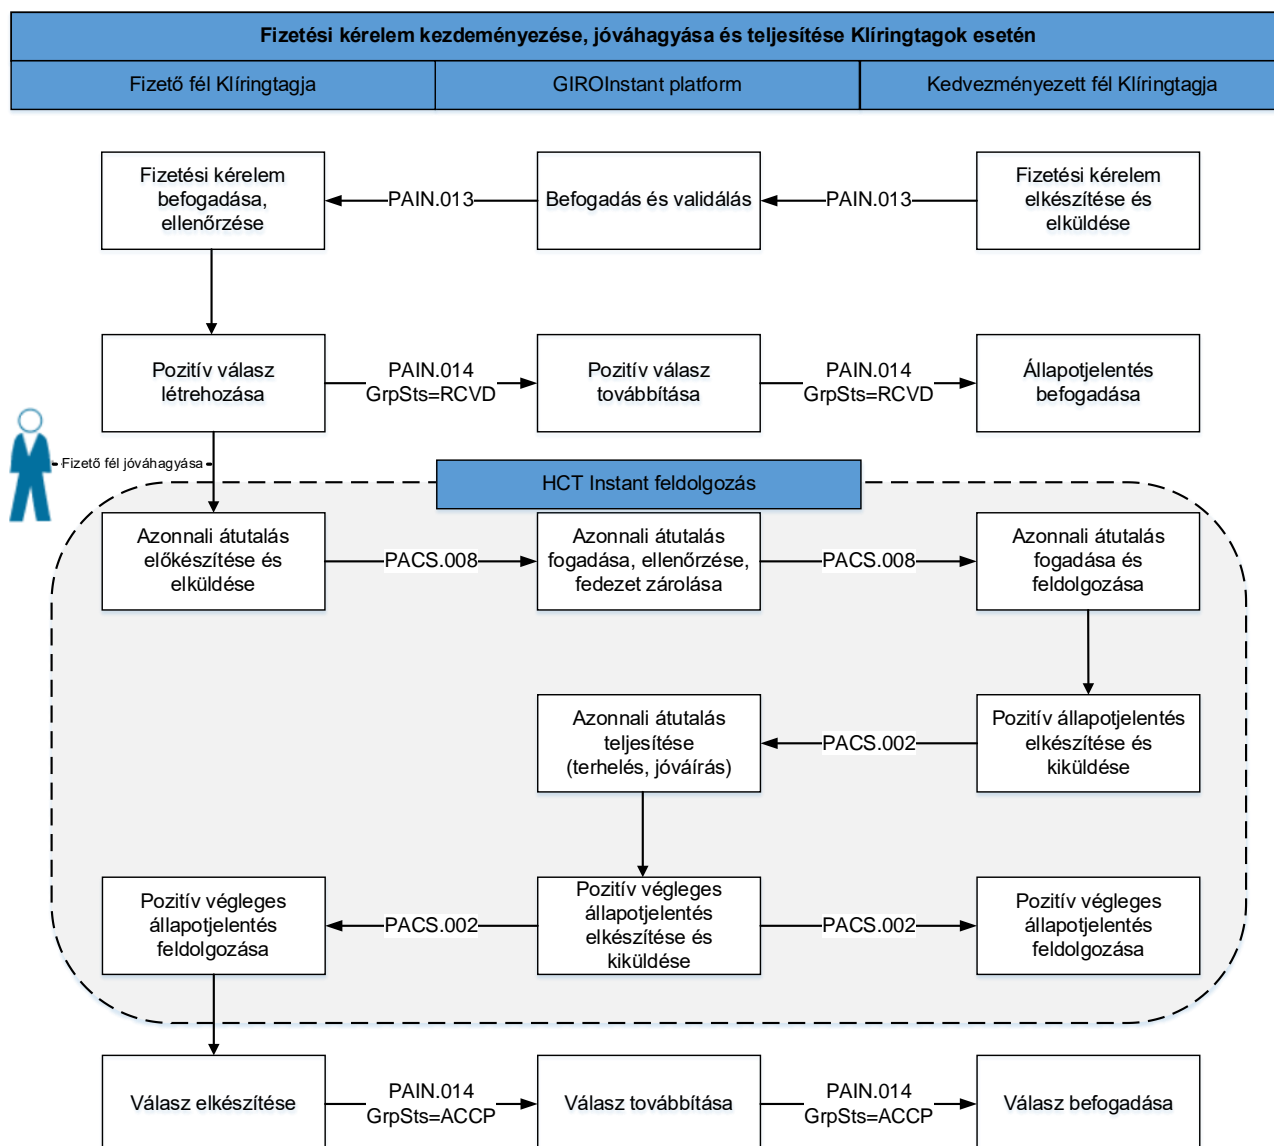 Fizetési kérelem kezdeményezése, jóváhagyása és teljesítése Klíringtagok esetén
Fizető fél Klíringtagja
GIROInstant platform
Kedvezményezett fél Klíringtagja
Fizetési kérelem
befogadása,
ellenőrzése
PAIN.013
Befogadás és validálás
PAIN.013
Fizetési kérelem
elkészítése és
elküldése
Pozitív válasz
létrehozása
PAIN.014
GrpSts=RCVD
Pozitív válasz
továbbítása
PAIN.014
GrpSts=RCVD
Állapotjelentés
befogadása
Fizető fél jóváhagyása
HCT Instant feldolgozás
Azonnali átutalás
előkészítése és
elküldése
PACS.008
Azonnali átutalás
fogadása, ellenőrzése,
fedezet zárolása
PACS.008
Azonnali átutalás
fogadása és
feldolgozása
Azonnali átutalás
teljesítése
(terhelés, jóváírás)
PACS.002
Pozitív állapotjelentés
elkészítése és
kiküldése
Pozitív végleges
állapotjelentés
feldolgozása
PACS.002
Pozitív végleges
állapotjelentés
elkészítése és
kiküldése
PACS.002
Pozitív végleges
állapotjelentés
feldolgozása
Válasz elkészítése
PAIN.014
GrpSts=ACCP
Válasz továbbítása
PAIN.014
GrpSts=ACCP
Válasz befogadása